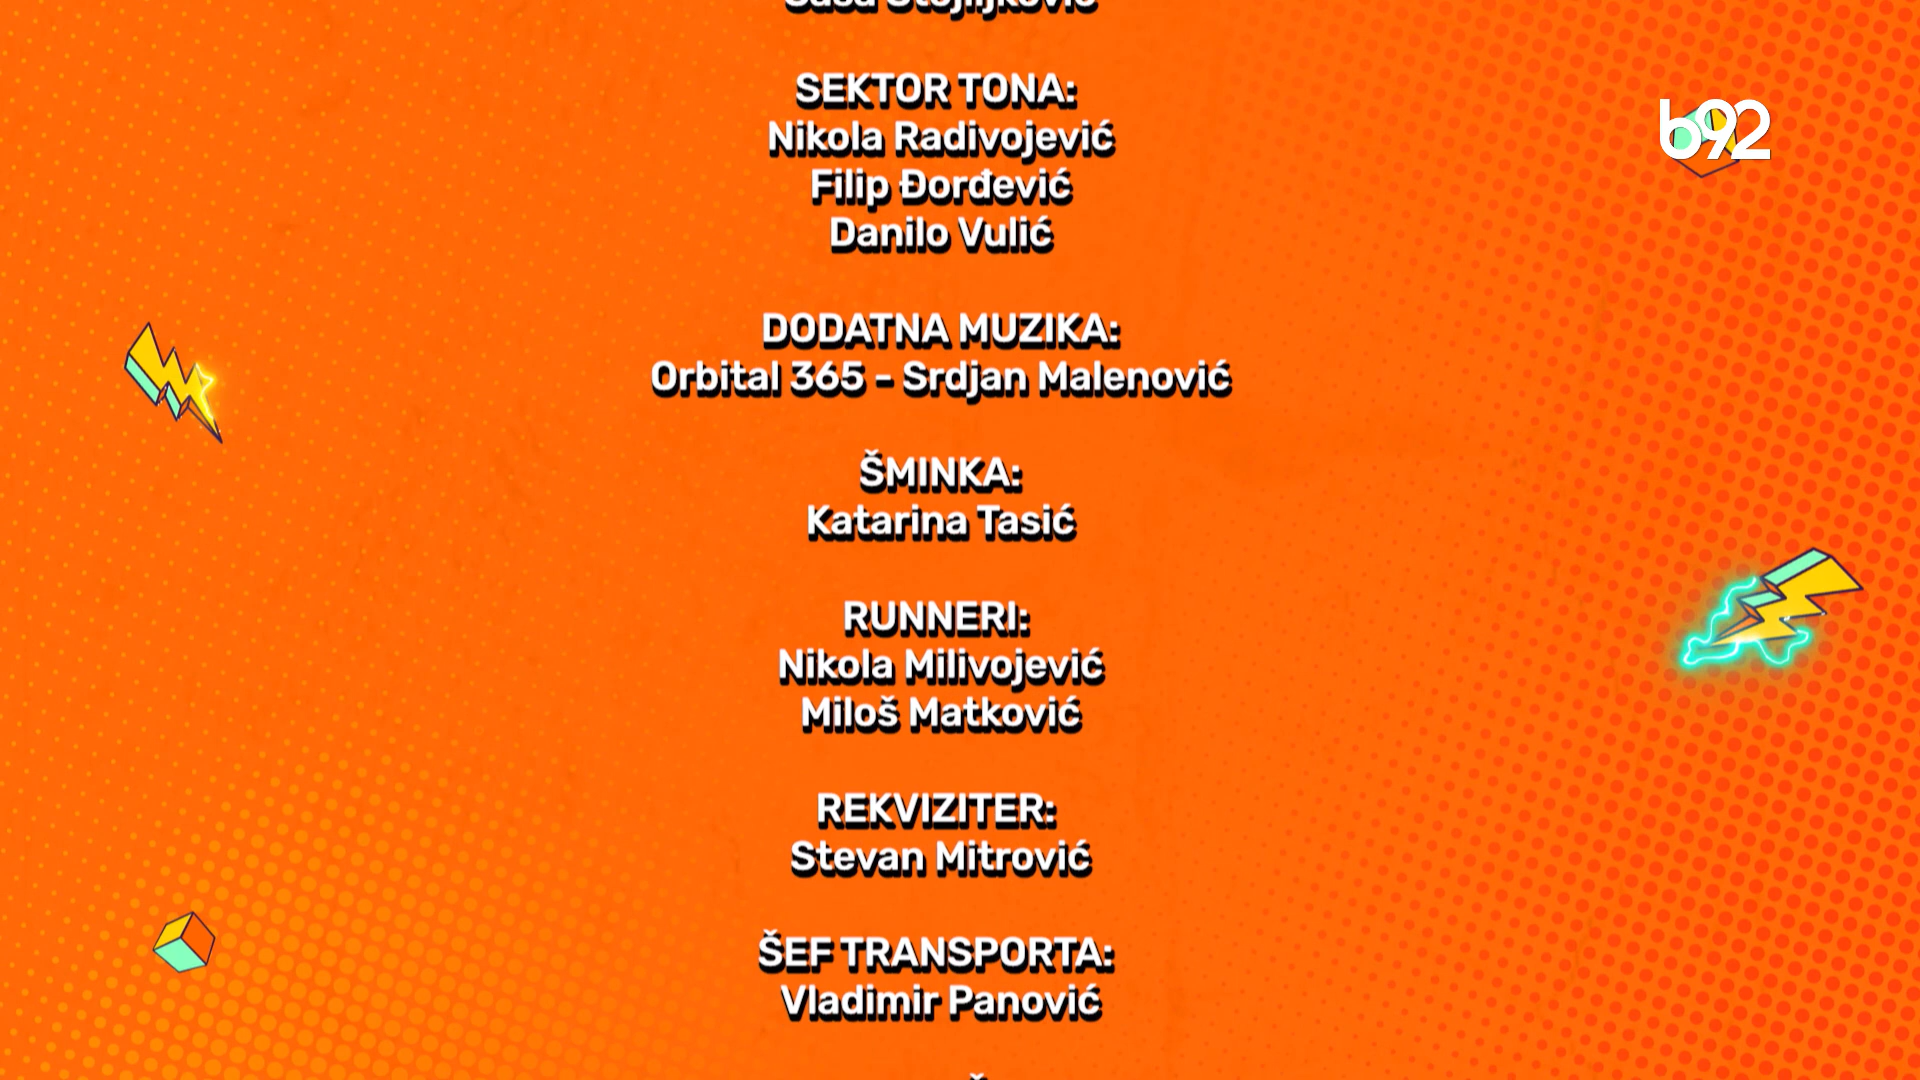 SEKTOR TONA:
Nikola Radivojević
Filip Đorđević
Danilo Vulić
DODATNA MUZIKA:
Orbital 365 - Srdjan Malenović
ŠMINKA:
Katarina Tasić
RUNNERI:
Nikola Milivojević
Miloš Matković
REKVIZITER:
Stevan Mitrović
ŠEF TRANSPORTA:
Vladimir Panović
b92